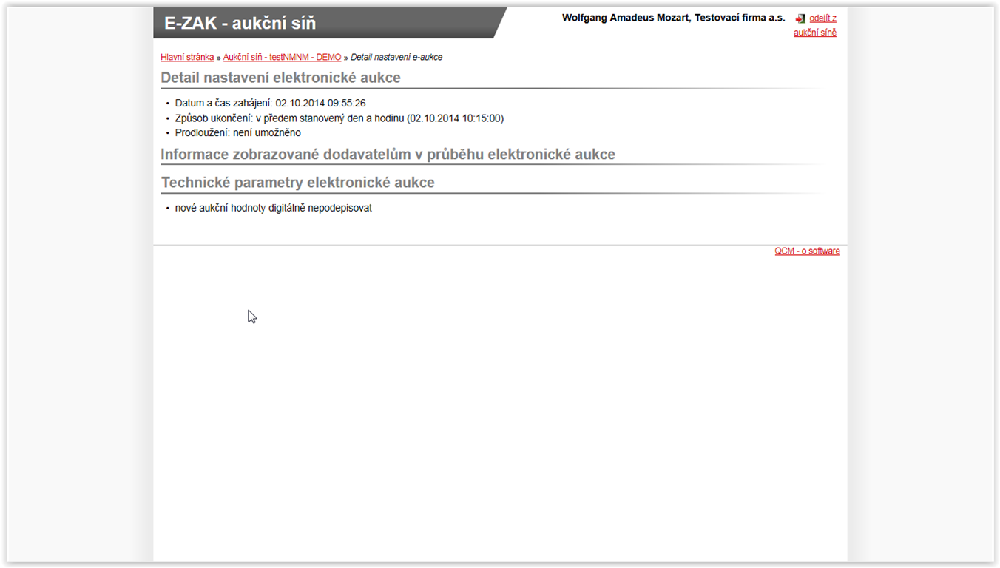 E-ZAK - aukční síň
Wolfgang Amadeus Mozart, Testovací firma a.s. odejít z
aukční síně
Hlavní stránka » Aukční síň - testNMNM - DEMO » Detail nastavení e-aukce
Detail nastavení elektronické aukce
• Datum a čas zahájení: 02.10.2014 09:55:26
• Způsob ukončení: v předem stanovený den a hodinu (02.10.2014 10:15:00)
• Prodloužení: není umožněno
Informace zobrazované dodavatelům v průběhu elektronické aukce
Technické parametry elektronické aukce
• nové aukční hodnoty digitálně nepodepisovat
QCM - o software